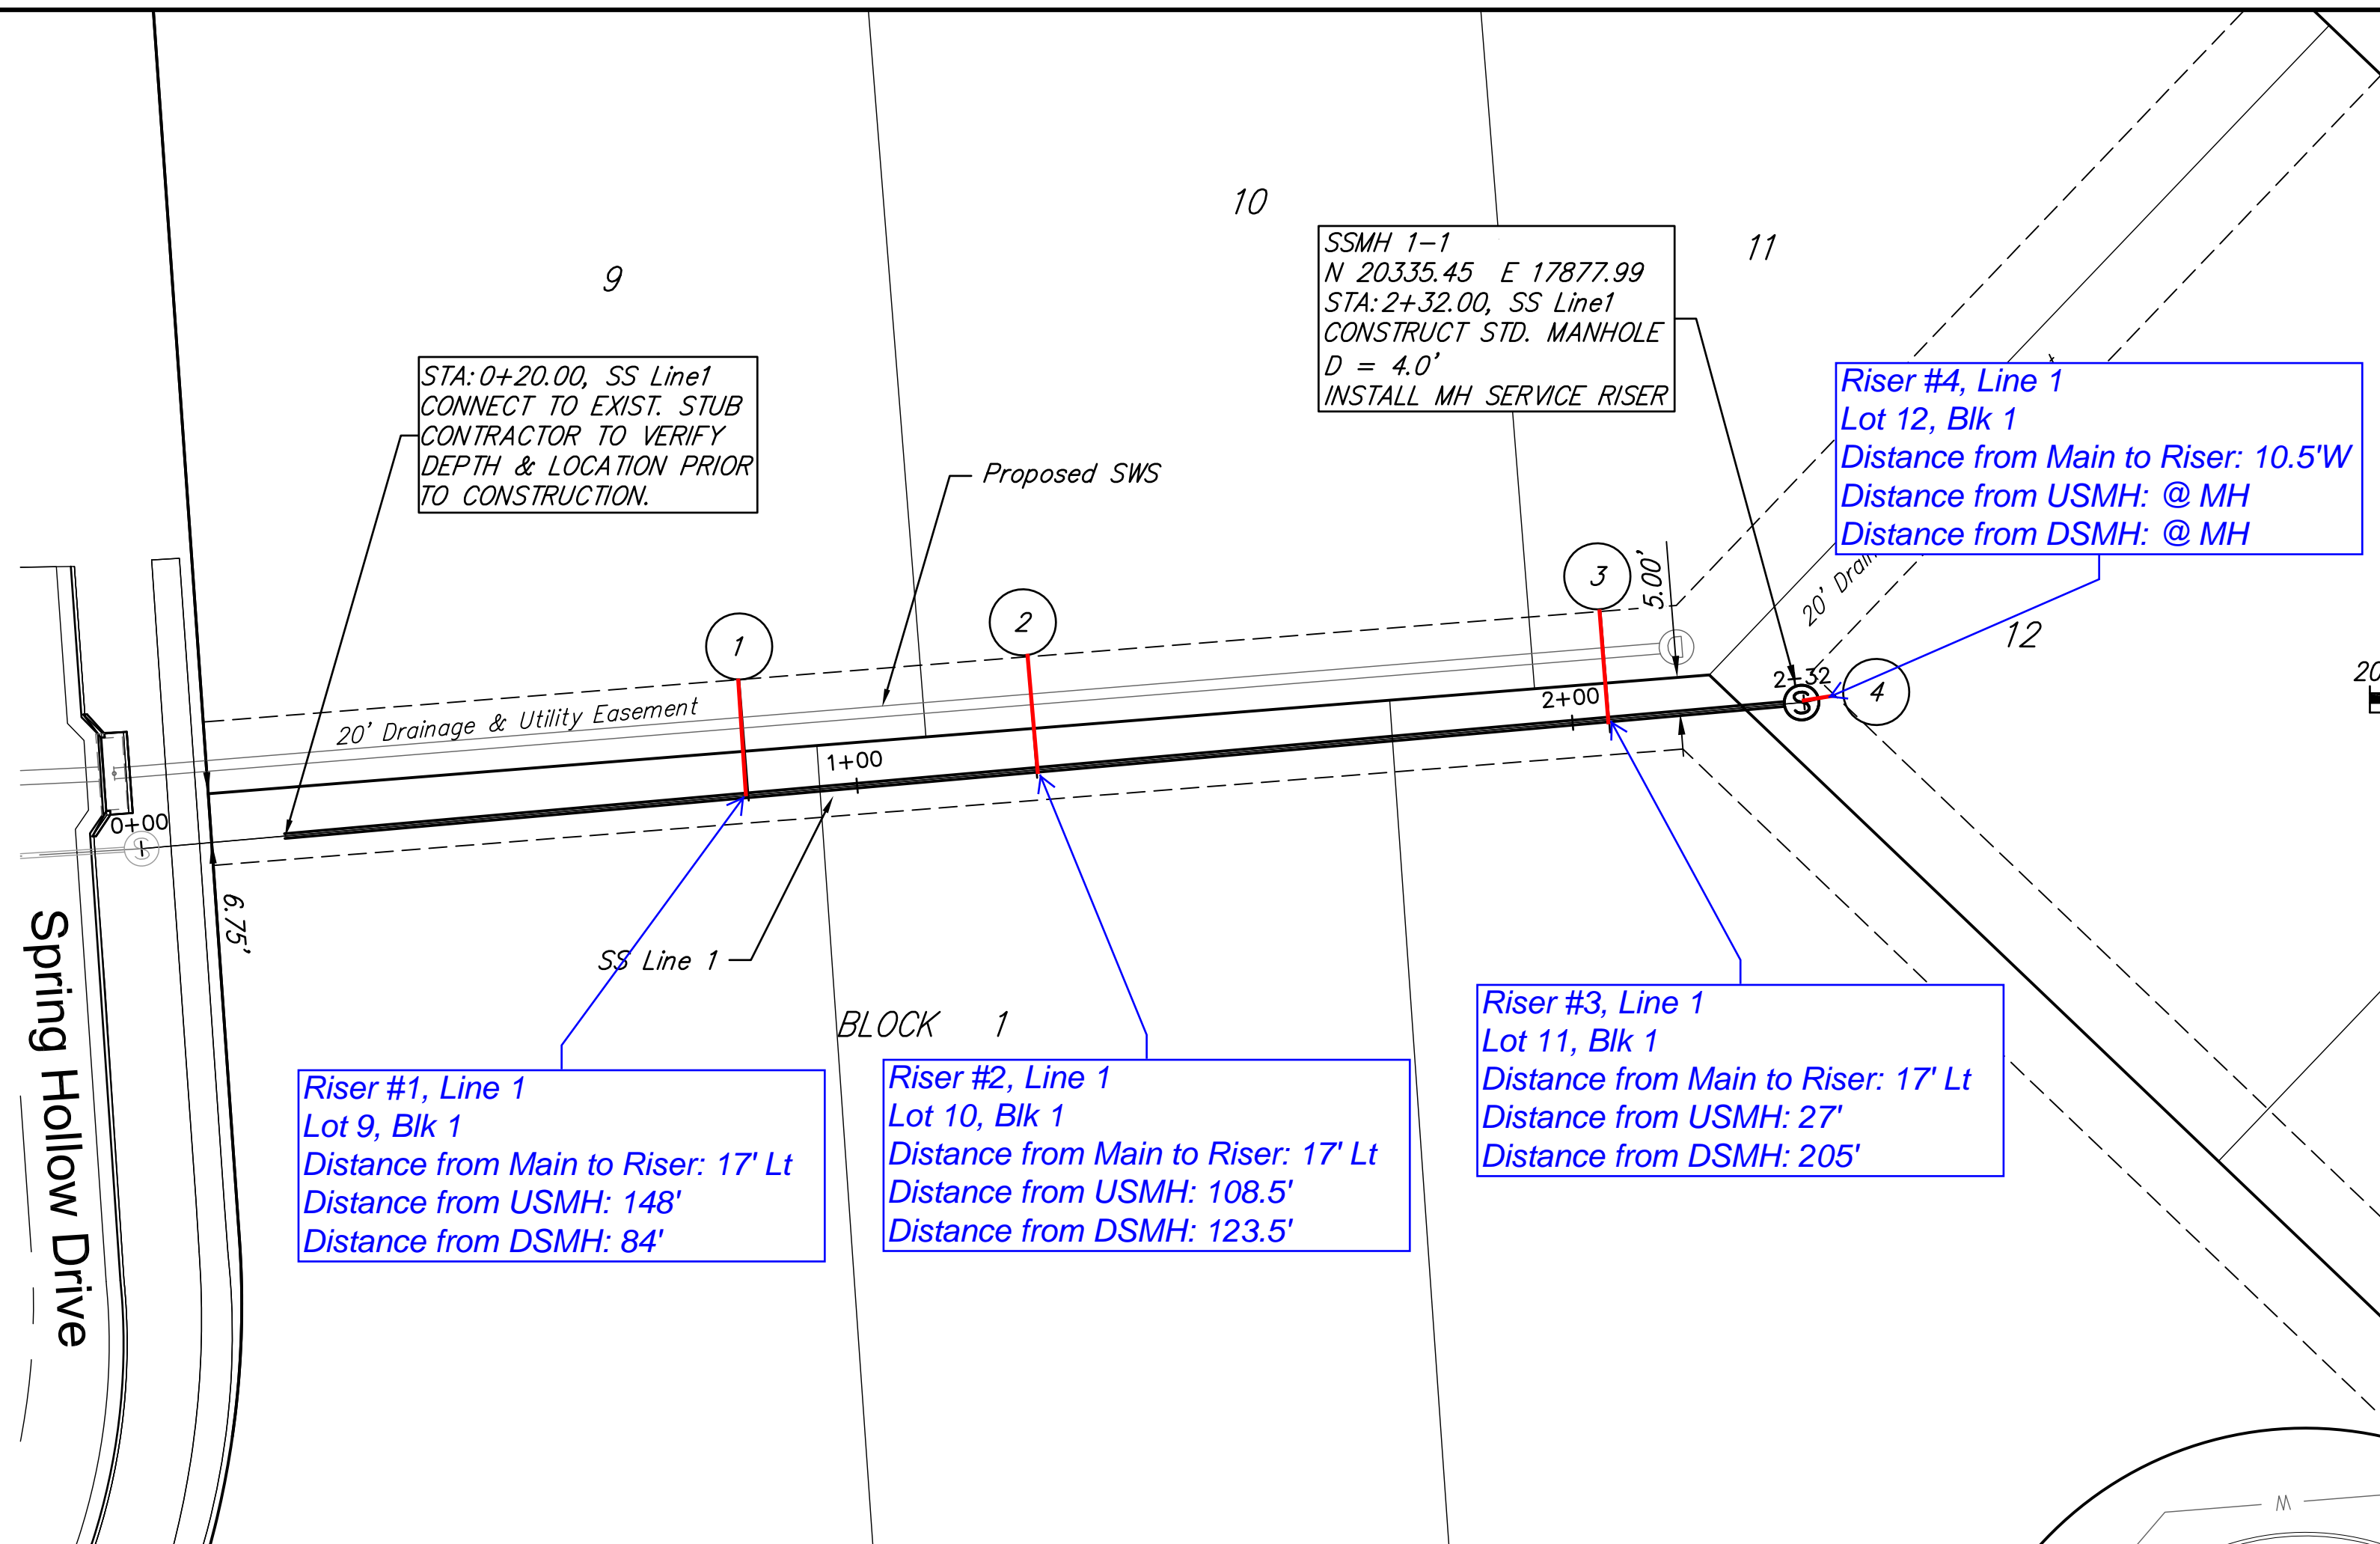 10
9
11
SSMH 1-1
N 20335.45 E 17877.99
STA:2+32.00, SS Line1
CONSTRUCT STD. MANHOLE
D = 4.0'
INSTALL MH SERVICE RISER
STA:0+20.00, SS Line1
CONNECT TO EXIST. STUB
CONTRACTOR TO VERIFY
DEPTH & LOCATION PRIOR
TO CONSTRUCTION.
Riser #4, Line 1
Lot 12, Blk 1
Distance from Main to Riser: 10.5'W
Distance from USMH: @ MH
Distance from DSMH: @ MH
Proposed SWS
1
2
3
5.00'
20'
12
4
2+32
S
D
20
20' Drainage & Utility Easement
2+00
1+00
0+00
S
6.75'
SS Line 1
Spring Hollow Drive
BLOCK 1
Riser #1, Line 1
Lot 9, Blk 1
Distance from Main to Riser: 17' Lt
Distance from USMH: 148'
Distance from DSMH: 84'
Riser #2, Line 1
Lot 10, Blk 1
Distance from Main to Riser: 17' Lt
Distance from USMH: 108.5'
Distance from DSMH: 123.5'
Riser #3, Line 1
Lot 11, Blk 1
Distance from Main to Riser: 17' Lt
Distance from USMH: 27'
Distance from DSMH: 205'
W